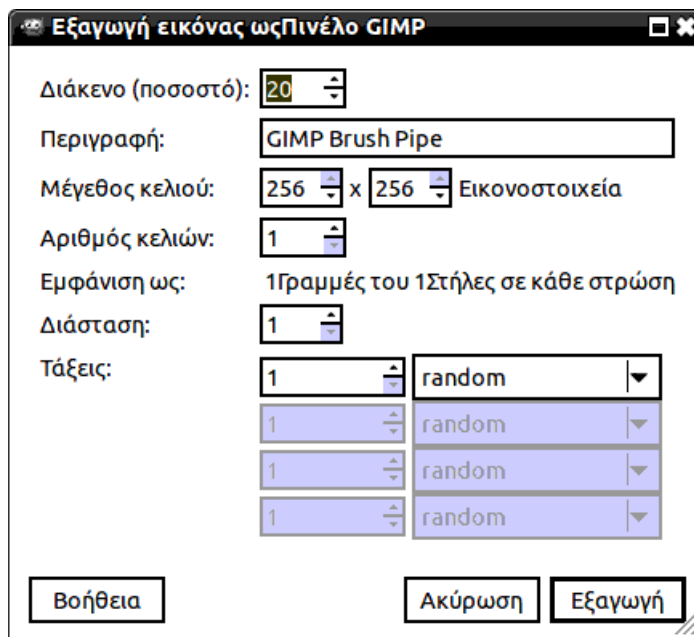 Εξαγωγή εικόνας ωςΠινέλο GIMP
Διάκενο (ποσοστό): 20
Περιγραφή: GIMP Brush Pipe
Μέγεθος κελιού: 256 x 256 Εικονοστοιχεία
Αριθμός κελιών: 1
Εμφάνιση ως: 1Γραμμές του 1Στήλες σε κάθε στρώση
Διάσταση: 1
Τάξεις: 1 random
1 random
1 random
1 random
Βοήθεια Ακύρωση Εξαγωγή